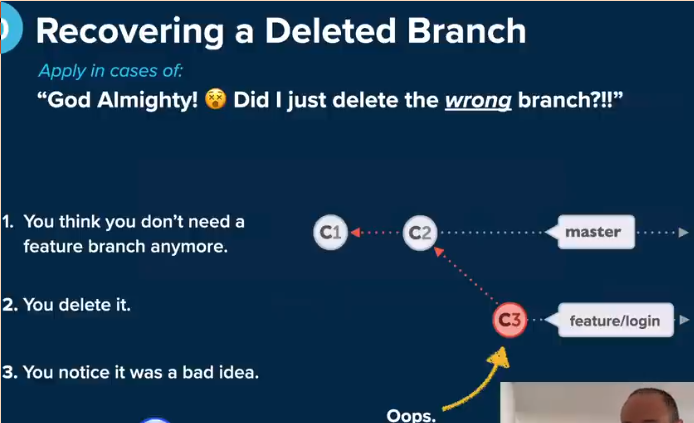 Recovering a Deleted Branch
Apply in cases of:
“God Almighty! 😵 Did I just delete the wrong branch?!!”
1. You think you don’t need a
feature branch anymore.
C1
C2
master
2. You delete it.
C3
feature/login
3. You notice it was a bad idea.
Oops.